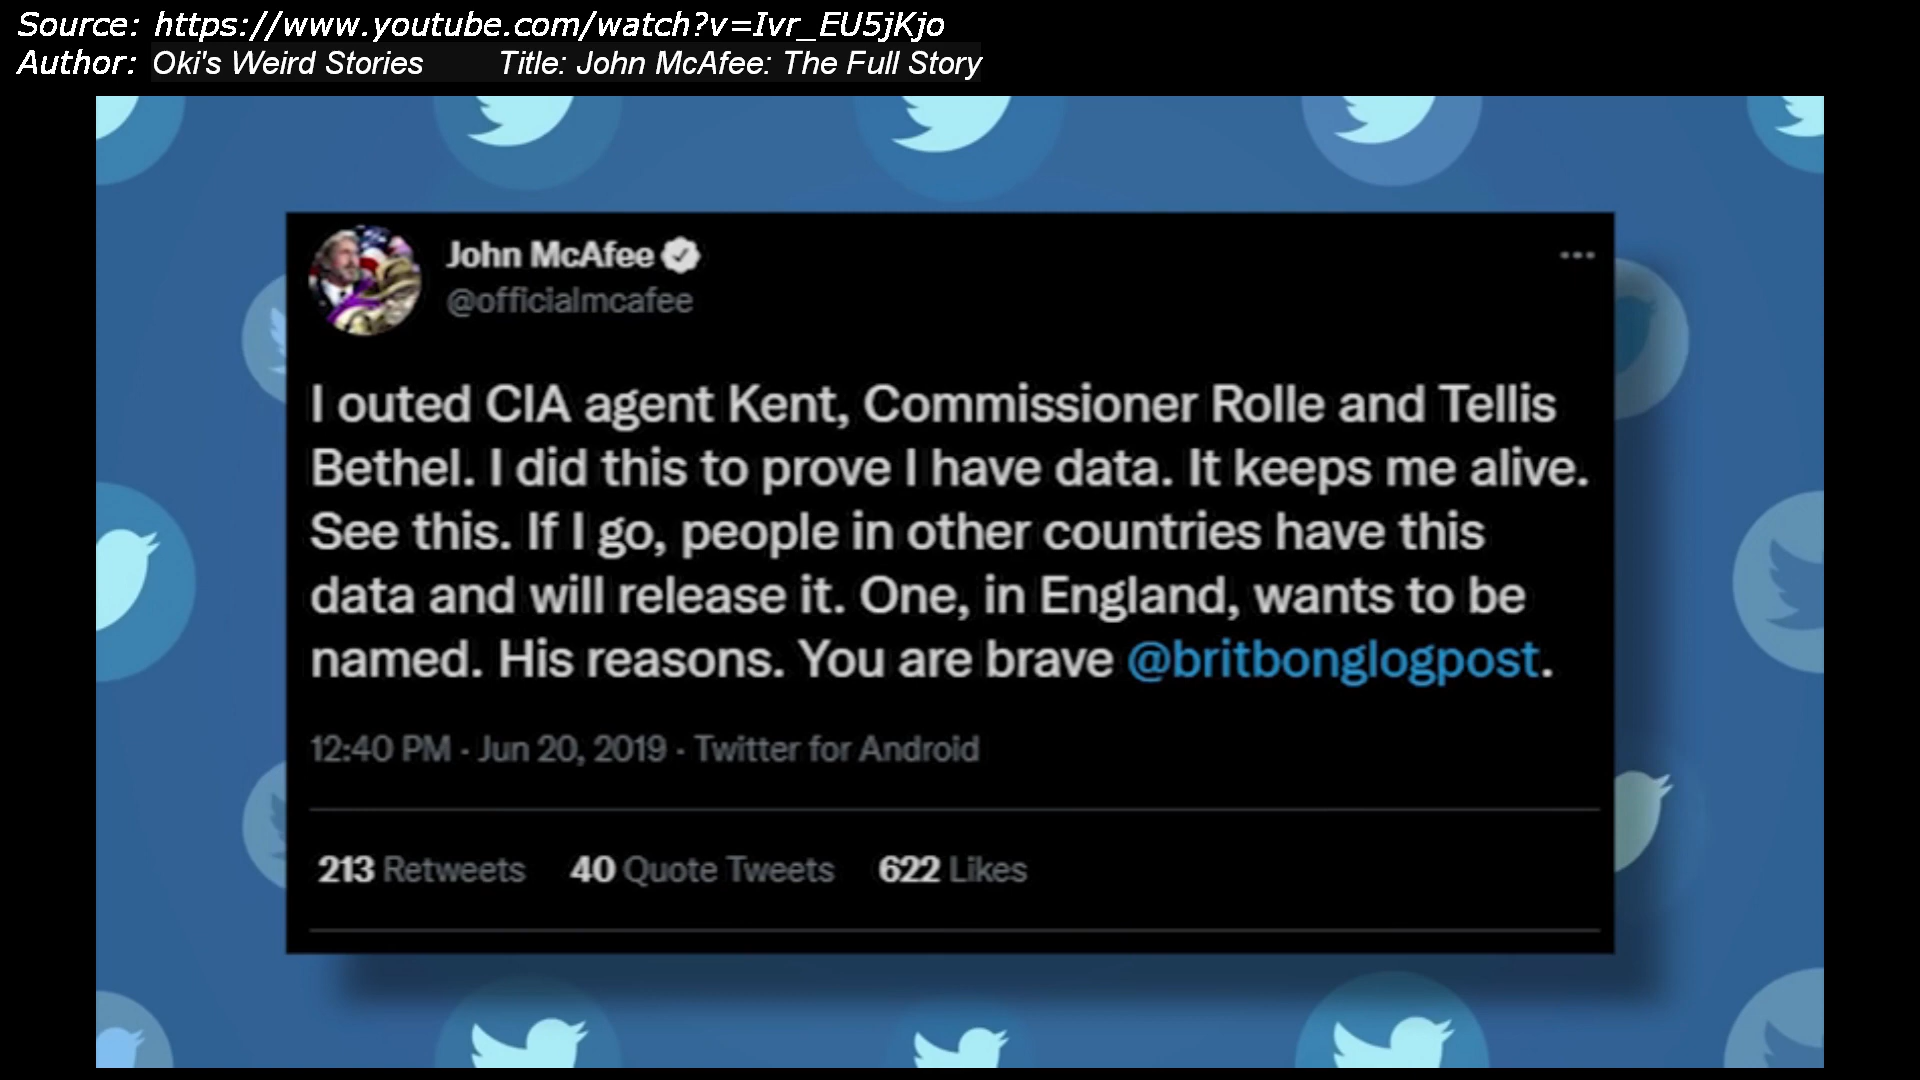 Source: https://www.youtube.com/watch?v=Ivr_EU5jKjo
Author: Oki's Weird Stories Title: John McAfee: The Full Story
John McAfee
@officialmcafee
I outed CIA agent Kent, Commissioner Rolle and Tellis
Bethel. I did this to prove I have data. It keeps me alive.
See this. If I go, people in other countries have this
data and will release it. One, in England, wants to be
named. His reasons. You are brave @britbonglogpost.
12:40 PM · Jun 20, 2019 · Twitter for Android
213 Retweets 40 Quote Tweets 622 Likes